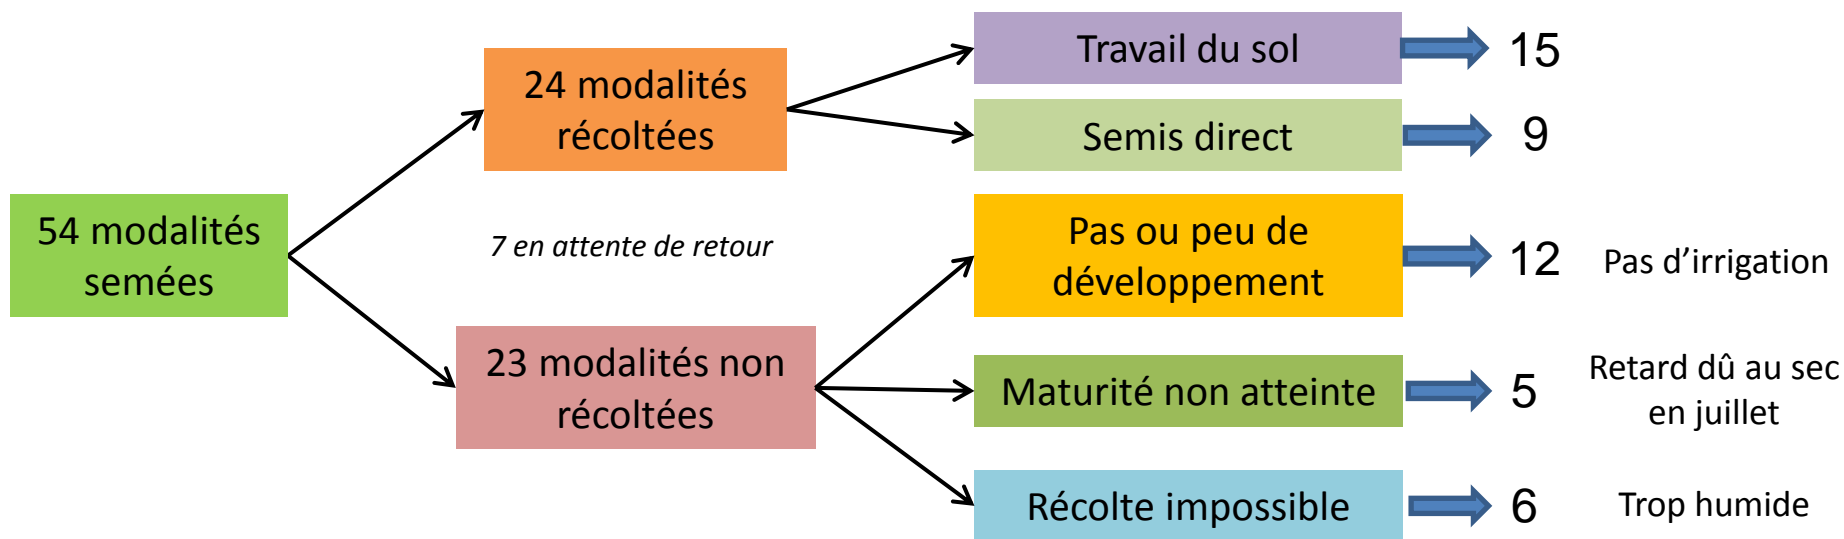 54 modalités
semées
24 modalités
récoltées
7 en attente de retour
23 modalités non
récoltées
Travail du sol
15
Semis direct
9
Pas ou peu de
développement
12
Pas d’irrigation
Maturité non atteinte
5
Retard dû au sec
en juillet
Récolte impossible
6
Trop humide